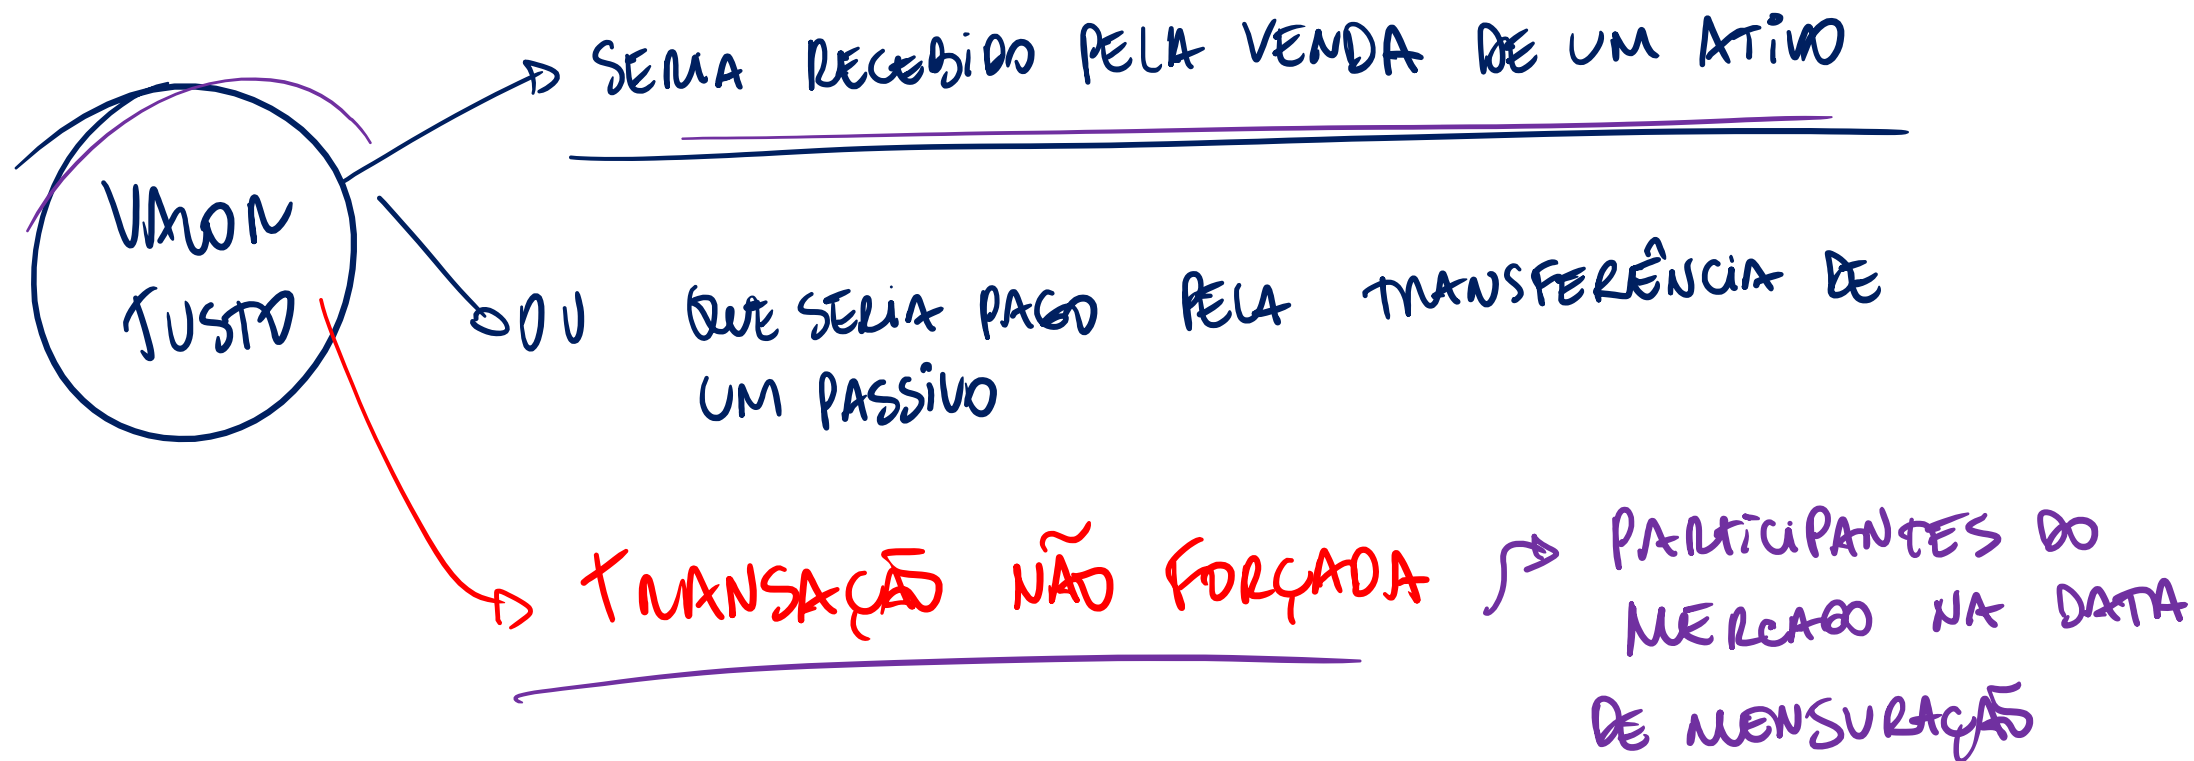 VALOR
JUSTO
SERIA RECEBIDO PELA VENDA DE UM ATIVO
OU QUE SERIA PAGO PELA TRANSFERÊNCIA DE
UM PASSIVO
TRANSAÇÃO NÃO FORÇADA
PARTICIPANTES DO
MERCADO NA DATA
DE MENSURAÇÃO